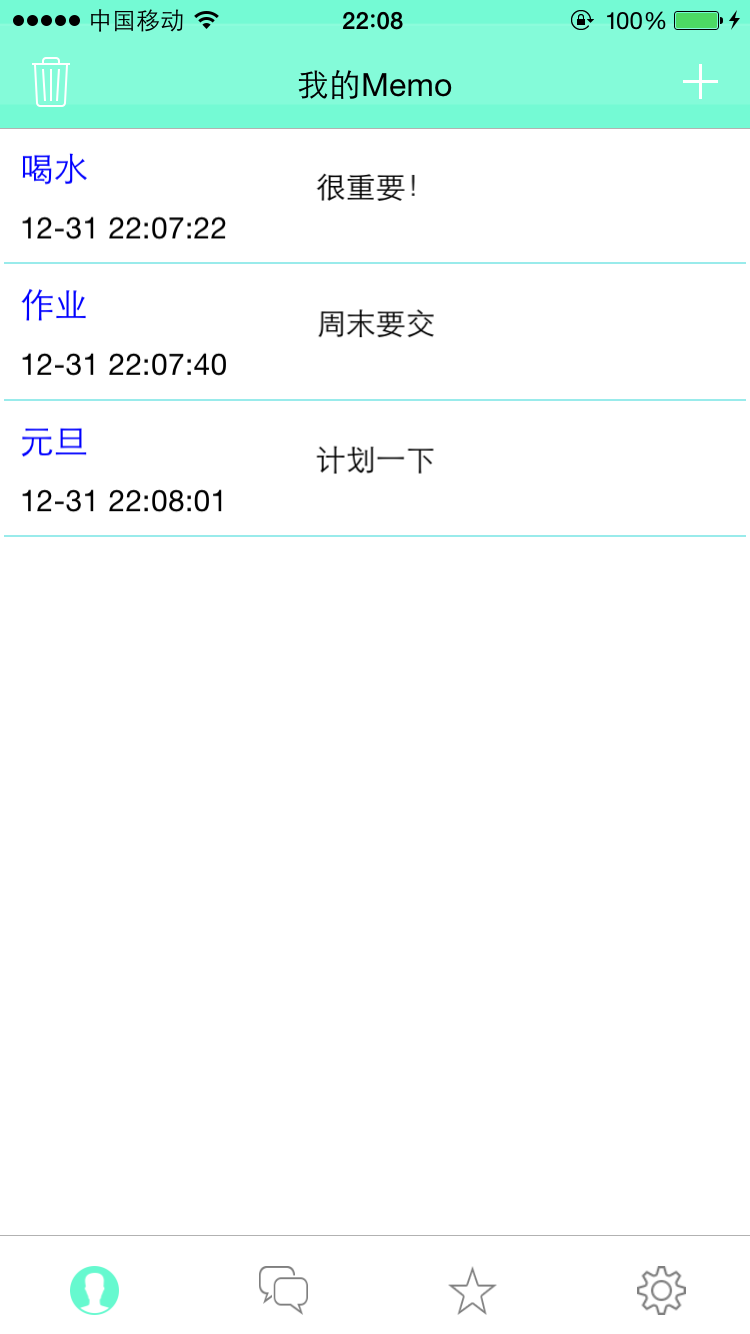 中国移动 22:08 100%
我的Memo
喝水 很重要！
12-31 22:07:22
作业 周末要交
12-31 22:07:40
元旦 计划一下
12-31 22:08:01